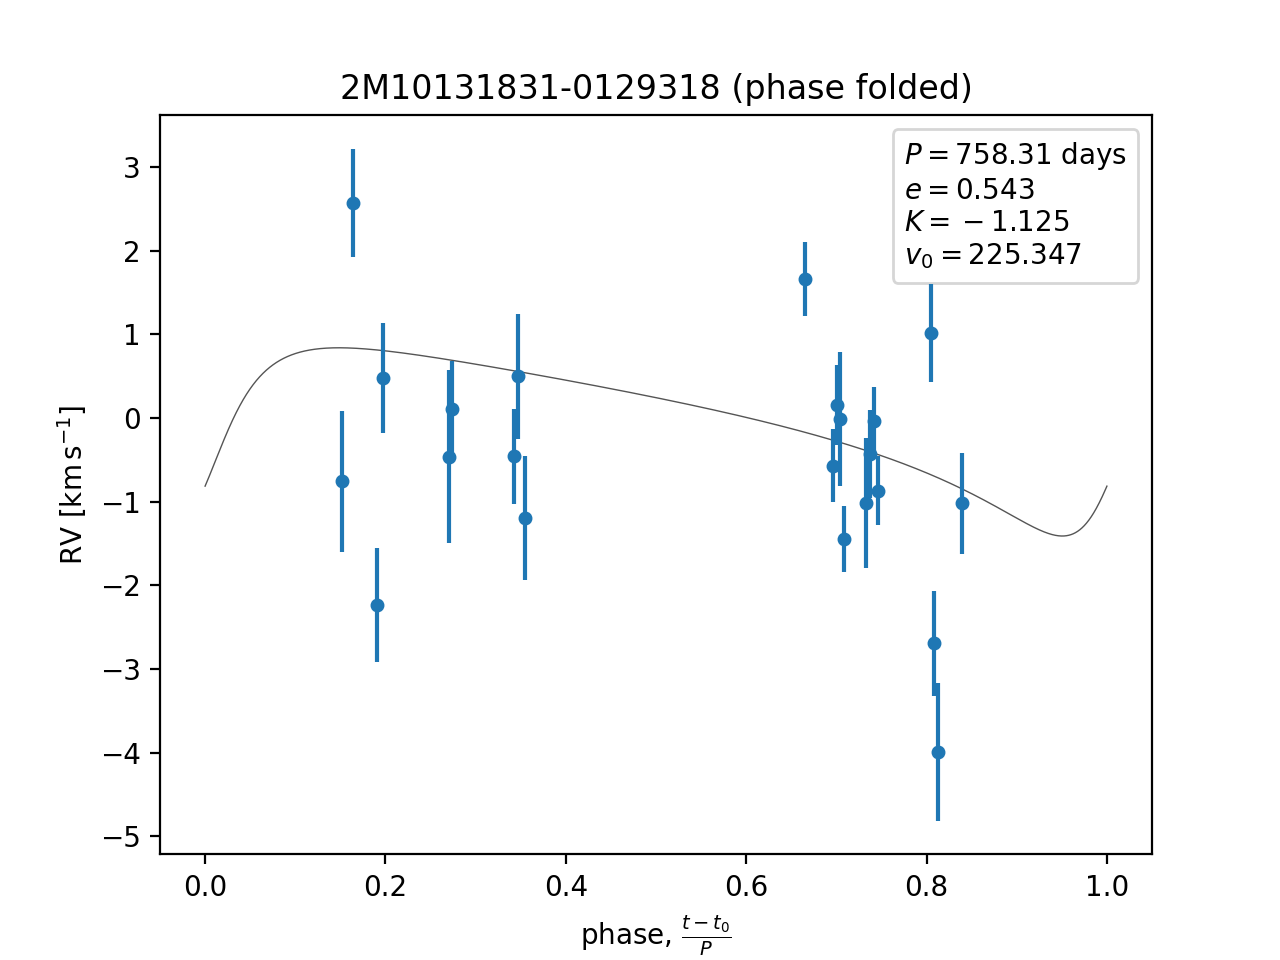 2M10131831-0129318 (phase folded)
P = 758.31 days
e = 0.543
K = −1.125
v₀ = 225.347
RV [km s⁻¹]
3
2
1
0
−1
−2
−3
−4
−5
0.0 0.2 0.4 0.6 0.8 1.0
phase, (t − t₀)/P